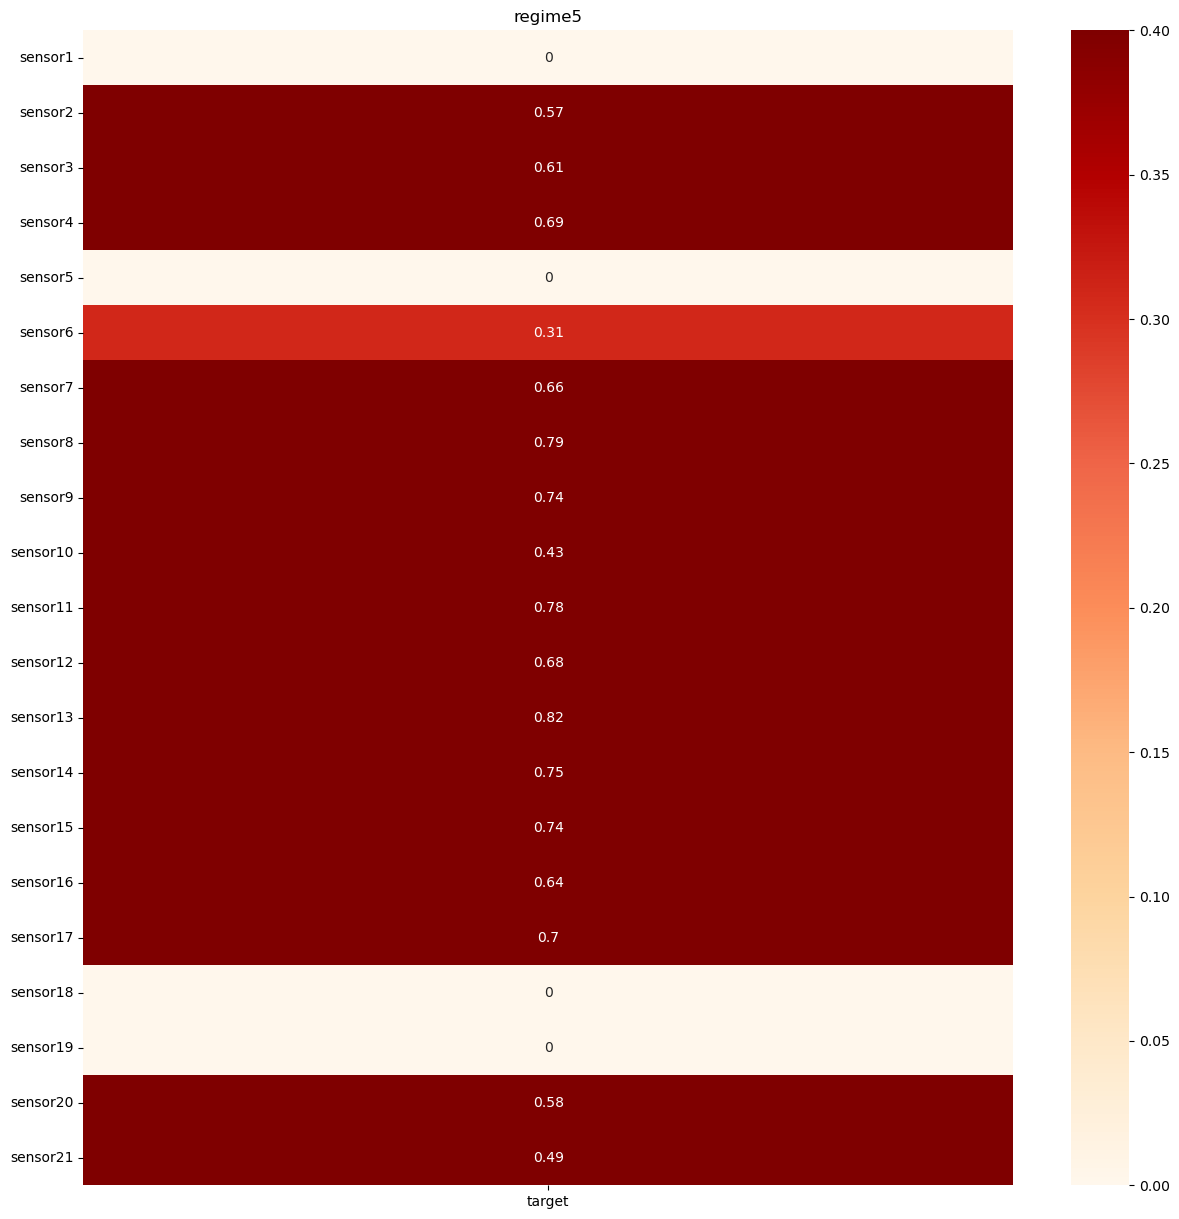 regime5
sensor1 0
sensor2 0.57
sensor3 0.61
sensor4 0.69
sensor5 0
sensor6 0.31
sensor7 0.66
sensor8 0.79
sensor9 0.74
sensor10 0.43
sensor11 0.78
sensor12 0.68
sensor13 0.82
sensor14 0.75
sensor15 0.74
sensor16 0.64
sensor17 0.7
sensor18 0
sensor19 0
sensor20 0.58
sensor21 0.49
target
0.40
0.35
0.30
0.25
0.20
0.15
0.10
0.05
0.00